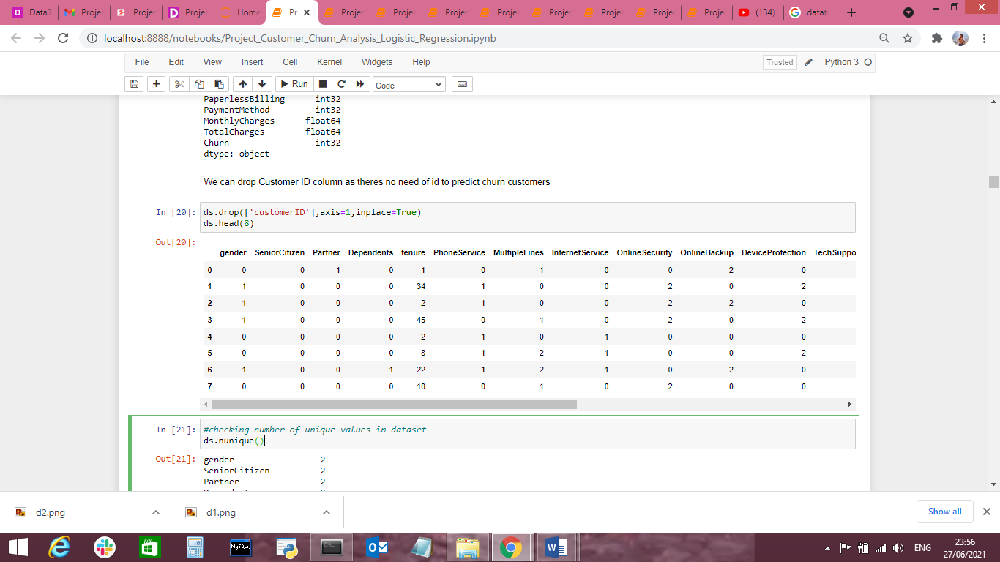 DataT Projec Projec Projec Home Pr Projec Projec Projec Projec Projec Projec Projec Projec (134) datat
localhost:8888/notebooks/Project_Customer_Churn_Analysis_Logistic_Regression.ipynb
File Edit View Insert Cell Kernel Widgets Help Trusted Python 3
Run Code
PaperlessBilling int32
PaymentMethod int32
MonthlyCharges float64
TotalCharges float64
Churn int32
dtype: object
We can drop Customer ID column as theres no need of id to predict churn customers
In [20]: ds.drop(['customerID'],axis=1,inplace=True)
ds.head(8)
Out[20]:
gender SeniorCitizen Partner Dependents tenure PhoneService MultipleLines InternetService OnlineSecurity OnlineBackup DeviceProtection TechSuppo
0 0 0 1 0 1 0 1 0 0 2 0
1 1 0 0 0 34 1 0 0 2 0 2
2 1 0 0 0 2 1 0 0 2 2 0
3 1 0 0 0 45 0 1 0 2 0 2
4 0 0 0 0 2 1 0 1 0 0 0
5 0 0 0 0 8 1 2 1 0 0 2
6 1 0 0 1 22 1 2 1 0 2 0
7 0 0 0 0 10 0 1 0 2 0 0
In [21]: #checking number of unique values in dataset
ds.nunique()
Out[21]: gender 2
SeniorCitizen 2
Partner 2
d2.png d1.png Show all
MySQL ENG 23:56
27/06/2021